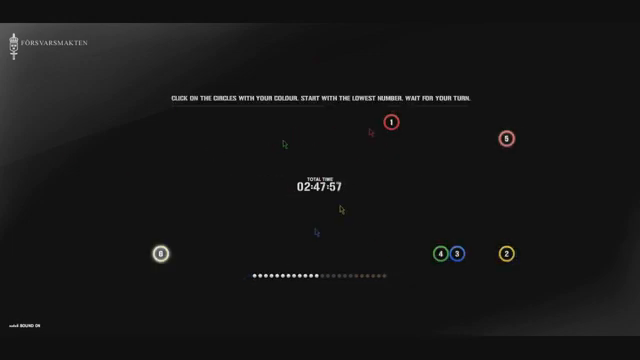 FÖRSVARSMAKTEN
CLICK ON THE CIRCLES WITH YOUR COLOUR. START WITH THE LOWEST NUMBER. WAIT FOR YOUR TURN.
1
5
TOTAL TIME
02:47:57
6
4
3
2
SOUND ON